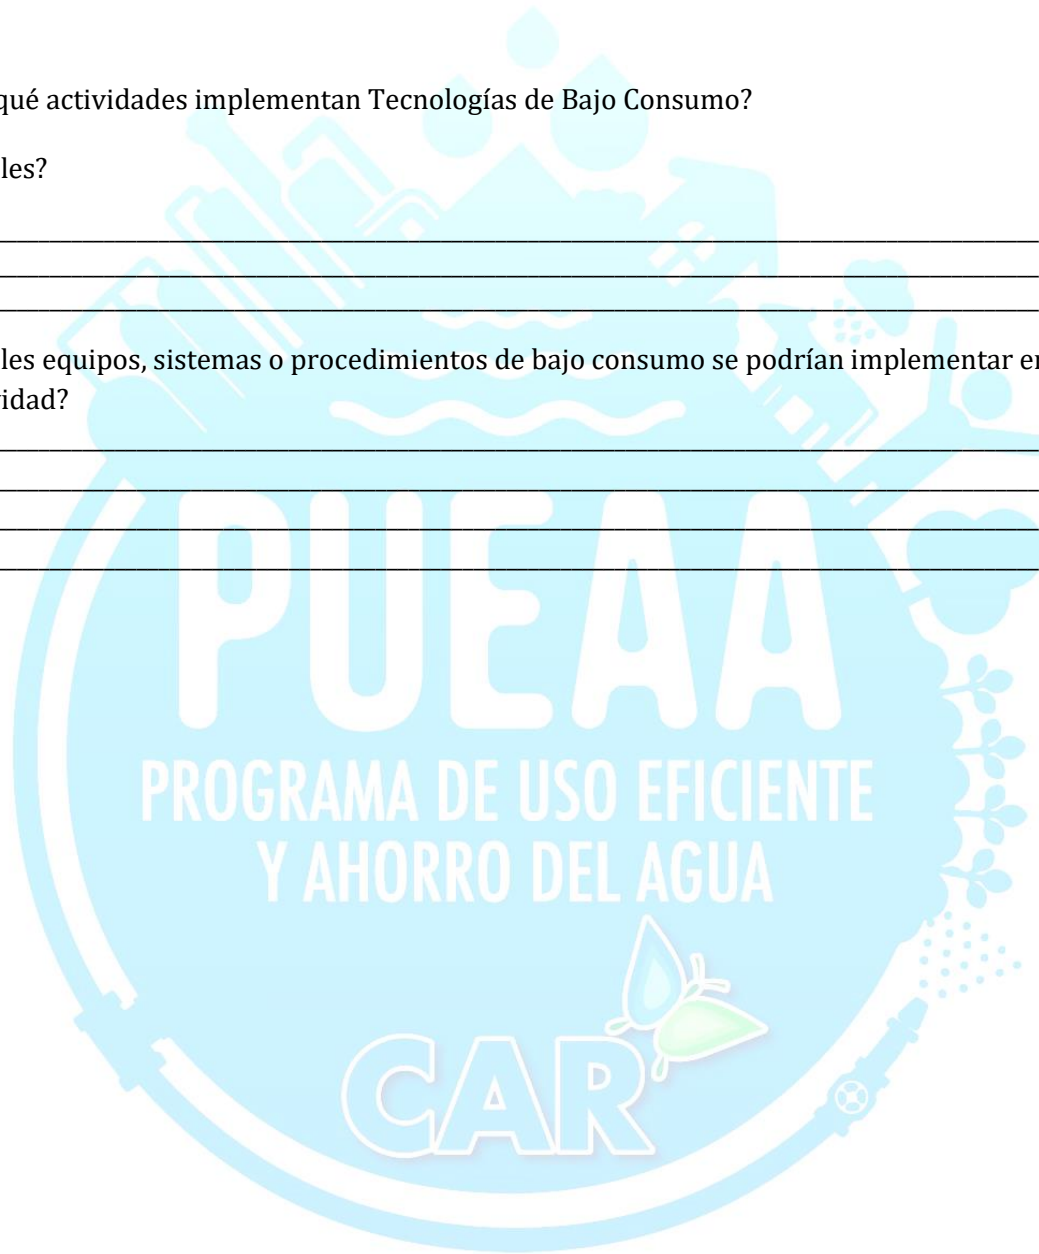 qué actividades implementan Tecnologías de Bajo Consumo?
les?
les equipos, sistemas o procedimientos de bajo consumo se podrían implementar en
vidad?
PUEAA
PROGRAMA DE USO EFICIENTE
Y AHORRO DEL AGUA
CAR